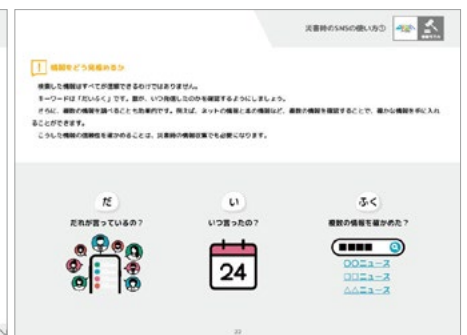 災害時のSNSの使い方①
情報をどう見極めるか
検索した情報はすべてが信頼できるわけではありません。
キーワードは「だいふく」です。誰が、いつ発信したのかを確認するようにしましょう。
さらに、複数の情報を調べることも効果的です。例えば、ネットの情報と本の情報など、複数の情報を確認することで、確かな情報を手に入れ
ることができます。
こうした情報の信頼性を確かめることは、災害時の情報収集でも必要になります。
だ
い
ふく
だれが言っているの？
いつ言ったの？
複数の情報を確かめた？
24
〇〇ニュース
□□ニュース
△△ニュース
22